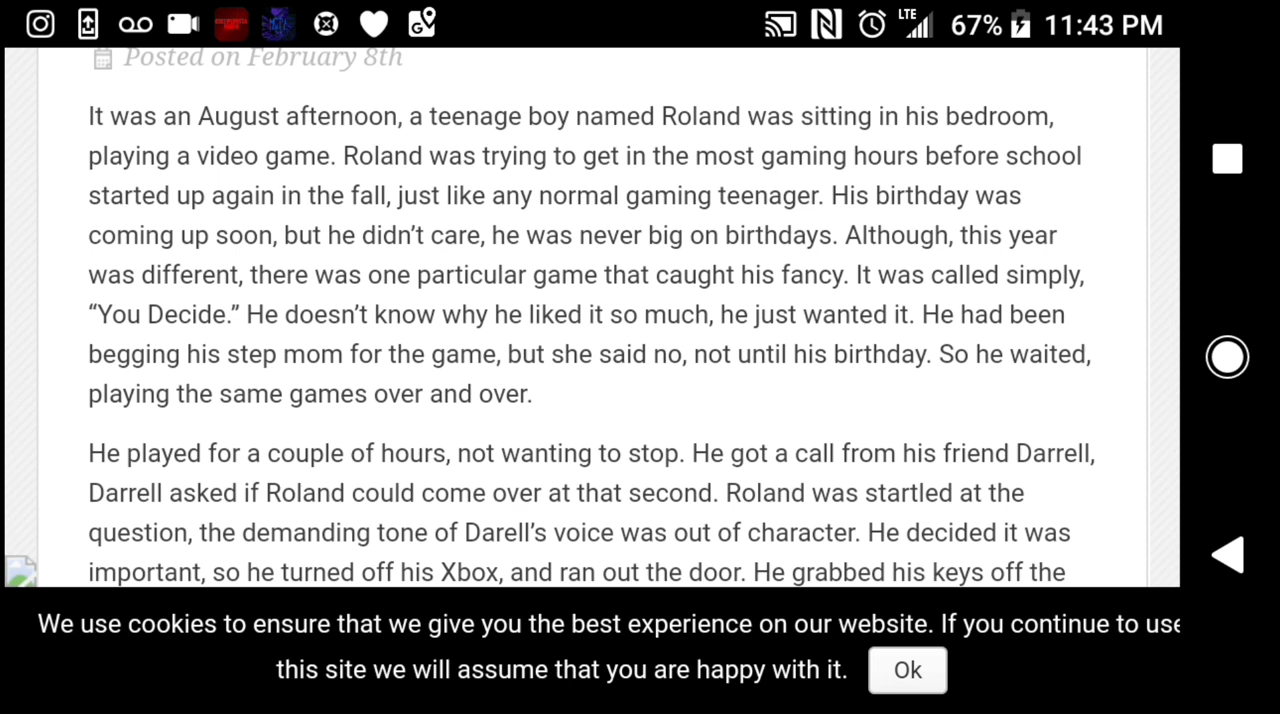 LTE
67% 11:43 PM
Posted on February 8th
It was an August afternoon, a teenage boy named Roland was sitting in his bedroom,
playing a video game. Roland was trying to get in the most gaming hours before school
started up again in the fall, just like any normal gaming teenager. His birthday was
coming up soon, but he didn’t care, he was never big on birthdays. Although, this year
was different, there was one particular game that caught his fancy. It was called simply,
“You Decide.” He doesn’t know why he liked it so much, he just wanted it. He had been
begging his step mom for the game, but she said no, not until his birthday. So he waited,
playing the same games over and over.
He played for a couple of hours, not wanting to stop. He got a call from his friend Darrell,
Darrell asked if Roland could come over at that second. Roland was startled at the
question, the demanding tone of Darell’s voice was out of character. He decided it was
important, so he turned off his Xbox, and ran out the door. He grabbed his keys off the
We use cookies to ensure that we give you the best experience on our website. If you continue to use
this site we will assume that you are happy with it. Ok